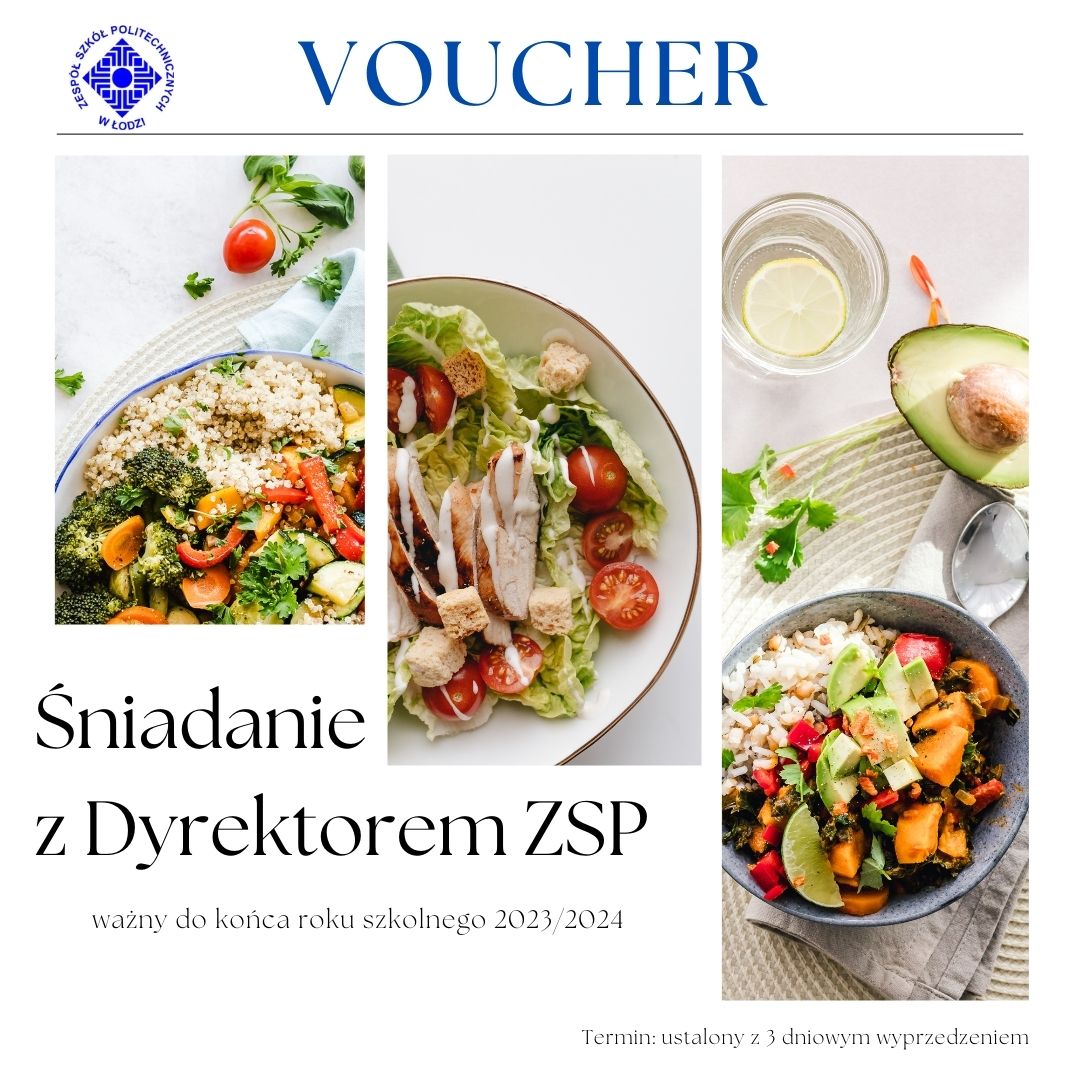 ZESPÓŁ SZKÓŁ POLITECHNICZNYCH
W ŁODZI
VOUCHER
Śniadanie
z Dyrektorem ZSP
ważny do końca roku szkolnego 2023/2024
Termin: ustalony z 3 dniowym wyprzedzeniem